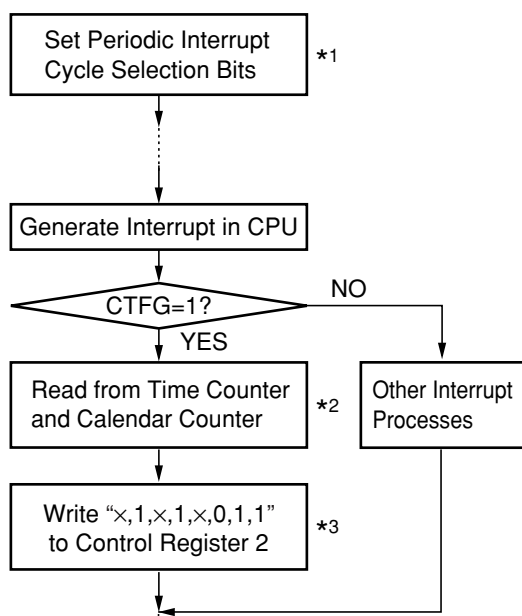 Set Periodic Interrupt
Cycle Selection Bits
*1
Generate Interrupt in CPU
CTFG=1?
NO
YES
Read from Time Counter
and Calendar Counter
*2
Other Interrupt
Processes
Write “×,1,×,1,×,0,1,1”
to Control Register 2
*3